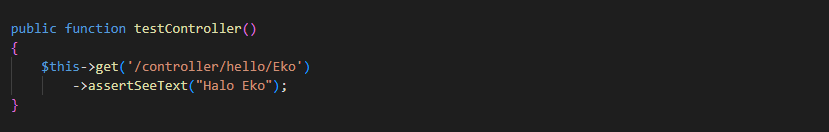 public function testController()
{
    $this->get('/controller/hello/Eko')
        ->assertSeeText("Halo Eko");
}